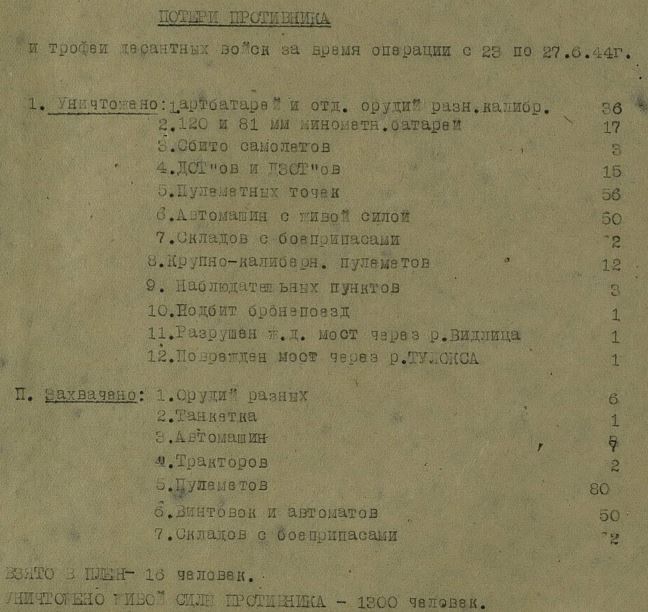 ПОТЕРИ ПРОТИВНИКА
и трофеи десантных войск за время операции с 23 по 27.6.44г.
1. Уничтожено: 1.артбатарей и отд. орудий разн.калибр. 36
2.120 и 81 мм минометн.батарей 17
3.Сбито самолетов 3
4.ДСТ"ов и ДЗСТ"ов 15
5.Пулеметных точек 56
6.Автомашин с живой силой 50
7.Складов с боеприпасами 2
8.Крупно-калиберн. пулеметов 12
9. Наблюдательных пунктов 3
10.Подбит бронепоезд 1
11.Разрушен ж.д. мост через р.ВИДЛИЦА 1
12.Поврежден мост через р.ТУЛОКСА 1
П. Захвачено: 1.Орудий разных 6
2.Танкетка 1
3.Автомашин
4.Тракторов 2
5.Пулеметов 80
6.Винтовок и автоматов 50
7.Складов с боеприпасами 2
ВЗЯТО В ПЛЕН- 16 человек.
УНИЧТОЖЕНО ЖИВОЙ СИЛЫ ПРОТИВНИКА - 1300 человек.